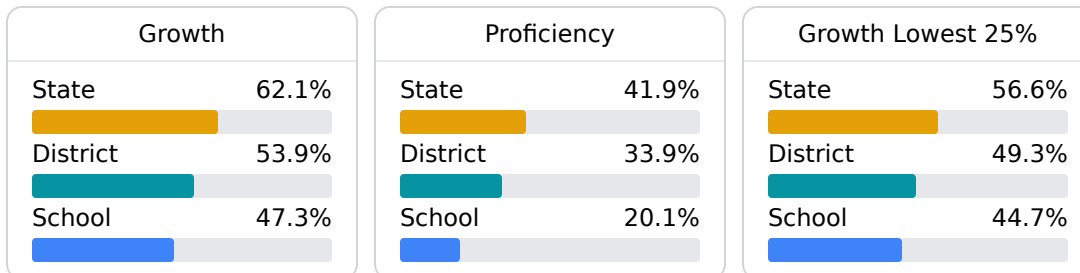 Growth
State 62.1%
District 53.9%
School 47.3%
Proficiency
State 41.9%
District 33.9%
School 20.1%
Growth Lowest 25%
State 56.6%
District 49.3%
School 44.7%